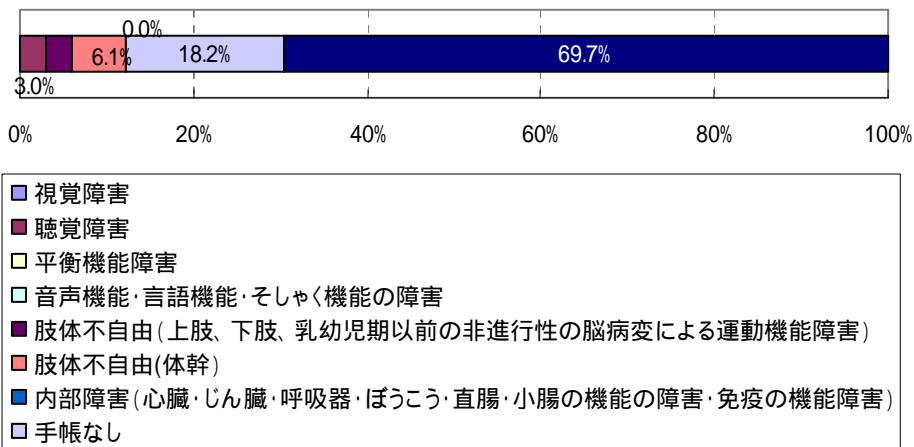 0.0%
6.1% 18.2% 69.7%
3.0%
0% 20% 40% 60% 80% 100%
視覚障害
聴覚障害
平衡機能障害
音声機能・言語機能・そしゃく機能の障害
肢体不自由(上肢、下肢、乳幼児期以前の非進行性の脳病変による運動機能障害)
肢体不自由(体幹)
内部障害(心臓・じん臓・呼吸器・ぼうこう・直腸・小腸の機能の障害・免疫の機能障害)
手帳なし